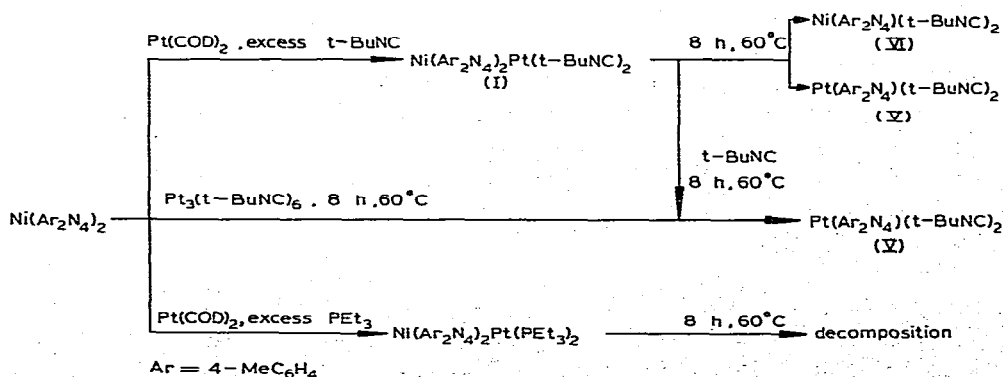 Pt(COD)₂, excess t-BuNC
Ni(Ar₂N₄)₂Pt(t-BuNC)₂
(I)
8 h, 60°C
Ni(Ar₂N₄)(t-BuNC)₂
(VI)
Pt(Ar₂N₄)(t-BuNC)₂
(V)
t-BuNC
8 h, 60°C
Ni(Ar₂N₄)₂
Pt₃(t-BuNC)₆. 8 h, 60°C
Pt(Ar₂N₄)(t-BuNC)₂
(V)
Pt(COD)₂, excess PEt₃
Ni(Ar₂N₄)₂Pt(PEt₃)₂
8 h, 60°C
decomposition
Ar = 4-MeC₆H₄